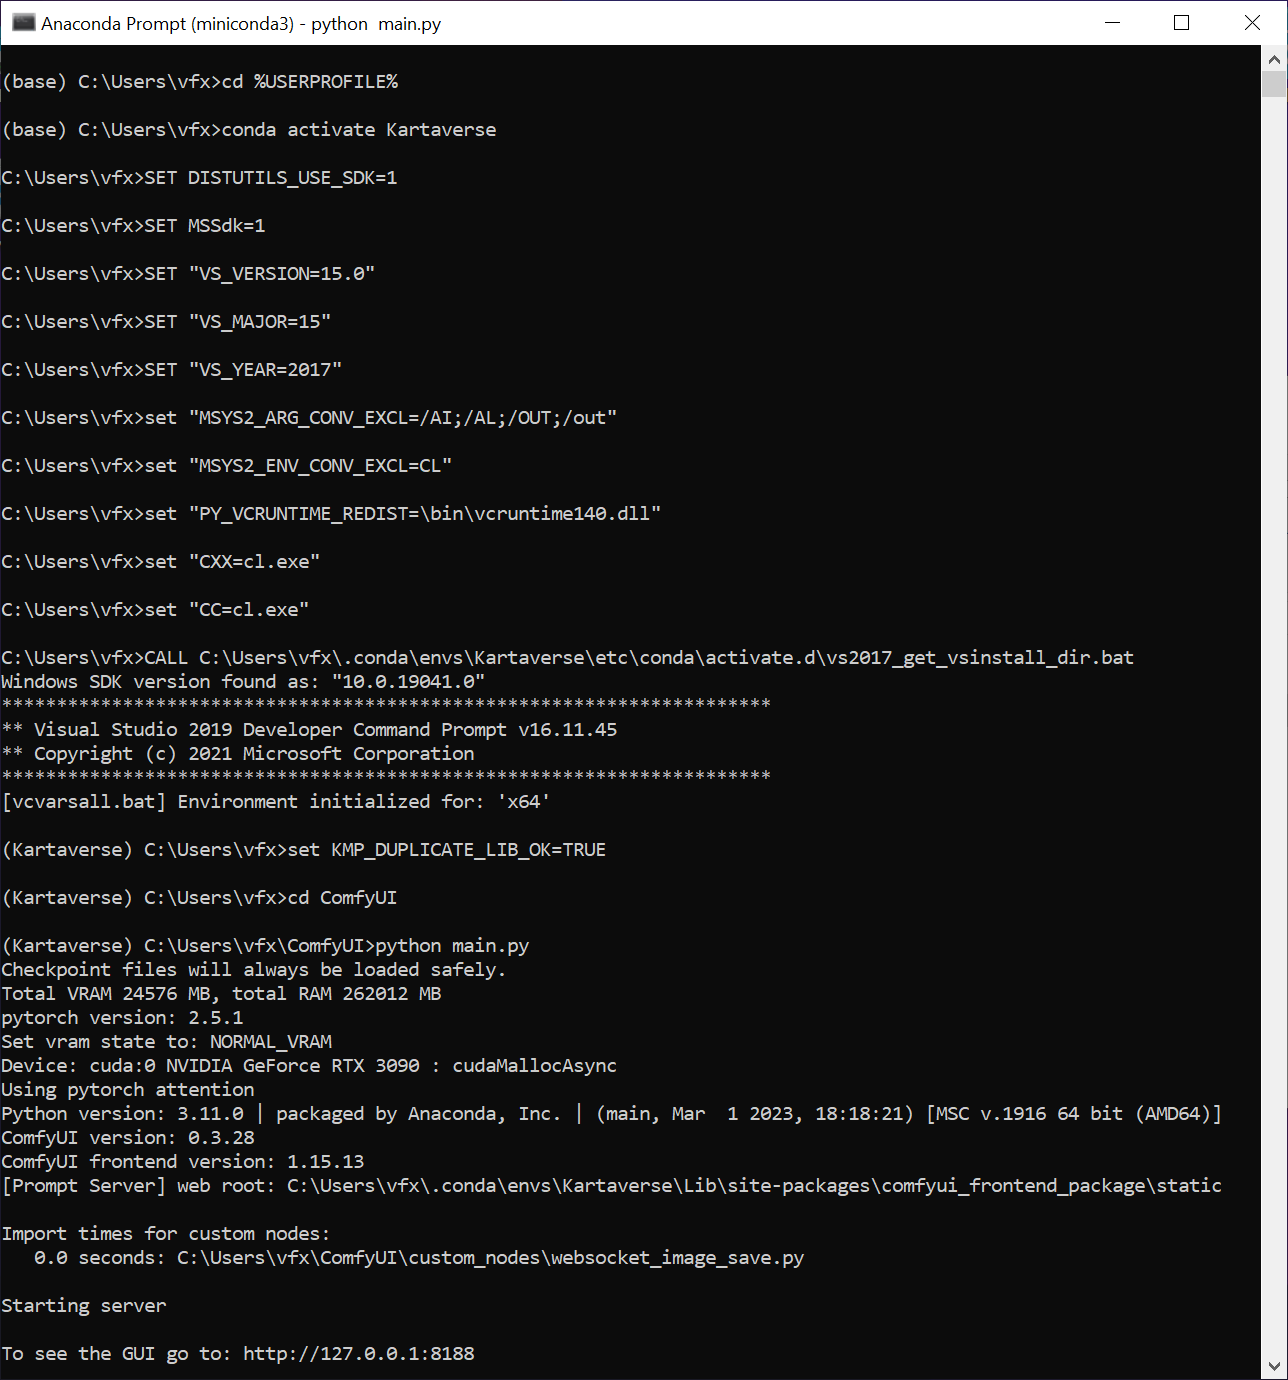 Anaconda Prompt (miniconda3) - python  main.py
(base) C:\Users\vfx>cd %USERPROFILE%
(base) C:\Users\vfx>conda activate Kartaverse
C:\Users\vfx>SET DISTUTILS_USE_SDK=1
C:\Users\vfx>SET MSSdk=1
C:\Users\vfx>SET "VS_VERSION=15.0"
C:\Users\vfx>SET "VS_MAJOR=15"
C:\Users\vfx>SET "VS_YEAR=2017"
C:\Users\vfx>set "MSYS2_ARG_CONV_EXCL=/AI;/AL;/OUT;/out"
C:\Users\vfx>set "MSYS2_ENV_CONV_EXCL=CL"
C:\Users\vfx>set "PY_VCRUNTIME_REDIST=\bin\vcruntime140.dll"
C:\Users\vfx>set "CXX=cl.exe"
C:\Users\vfx>set "CC=cl.exe"
C:\Users\vfx>CALL C:\Users\vfx\.conda\envs\Kartaverse\etc\conda\activate.d\vs2017_get_vsinstall_dir.bat
Windows SDK version found as: "10.0.19041.0"
**********************************************************************
** Visual Studio 2019 Developer Command Prompt v16.11.45
** Copyright (c) 2021 Microsoft Corporation
**********************************************************************
[vcvarsall.bat] Environment initialized for: 'x64'
(Kartaverse) C:\Users\vfx>set KMP_DUPLICATE_LIB_OK=TRUE
(Kartaverse) C:\Users\vfx>cd ComfyUI
(Kartaverse) C:\Users\vfx\ComfyUI>python main.py
Checkpoint files will always be loaded safely.
Total VRAM 24576 MB, total RAM 262012 MB
pytorch version: 2.5.1
Set vram state to: NORMAL_VRAM
Device: cuda:0 NVIDIA GeForce RTX 3090 : cudaMallocAsync
Using pytorch attention
Python version: 3.11.0 | packaged by Anaconda, Inc. | (main, Mar  1 2023, 18:18:21) [MSC v.1916 64 bit (AMD64)]
ComfyUI version: 0.3.28
ComfyUI frontend version: 1.15.13
[Prompt Server] web root: C:\Users\vfx\.conda\envs\Kartaverse\Lib\site-packages\comfyui_frontend_package\static
Import times for custom nodes:
   0.0 seconds: C:\Users\vfx\ComfyUI\custom_nodes\websocket_image_save.py
Starting server
To see the GUI go to: http://127.0.0.1:8188